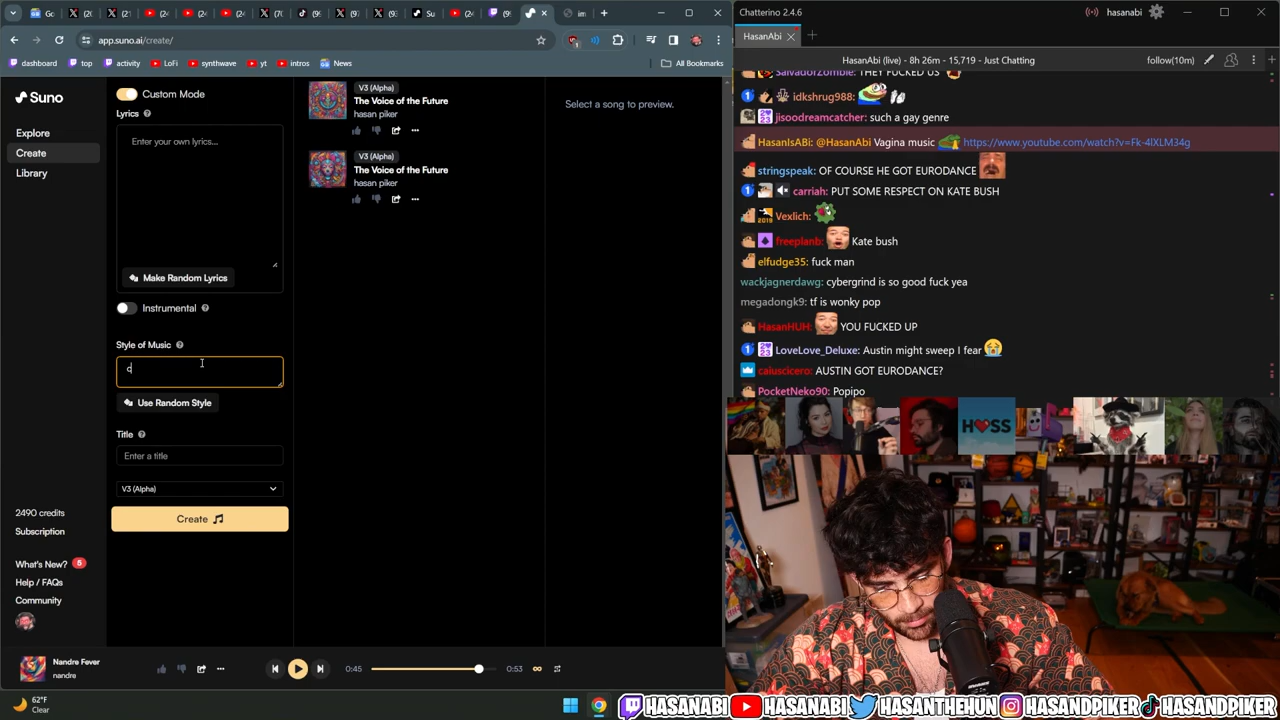 Chatterino 2.4.6
hasanabi
app.suno.ai/create/
HasanAbi
dashboard
top
activity
LoFi
synthwave
yt
intros
News
All Bookmarks
HasanAbi (live) - 8h 26m - 15,719 - Just Chatting
follow(10m)
Suno
Explore
Create
Library
Custom Mode
Lyrics
Enter your own lyrics...
Make Random Lyrics
Instrumental
Style of Music
c
Use Random Style
Title
Enter a title
V3 (Alpha)
Create
2490 credits
Subscription
What's New?
6
Help / FAQs
Community
V3 (Alpha)
The Voice of the Future
hasan piker
V3 (Alpha)
The Voice of the Future
hasan piker
Select a song to preview.
SalvadorZombie: THEY FUCKED US
idkshrug988:
jisoodreamcatcher: such a gay genre
HasanIsABi: @HasanAbi Vagina music https://www.youtube.com/watch?v=Fk-4lXLM34g
stringspeak: OF COURSE HE GOT EURODANCE
carriah: PUT SOME RESPECT ON KATE BUSH
Vexlich:
freeplanb: Kate bush
elfudge35: fuck man
wackjagnerdawg: cybergrind is so good fuck yea
megadongk9: tf is wonky pop
HasanHUH: YOU FUCKED UP
LoveLove_Deluxe: Austin might sweep I fear
caiuscicero: AUSTIN GOT EURODANCE?
PocketNeko90: Popipo
HOSS
Nandre Fever
nandre
0:45
0:53
62°F
Clear
HASANABI
HASANABI
HASANTHEHUN
HASANDPIKER
HASANDPIKER